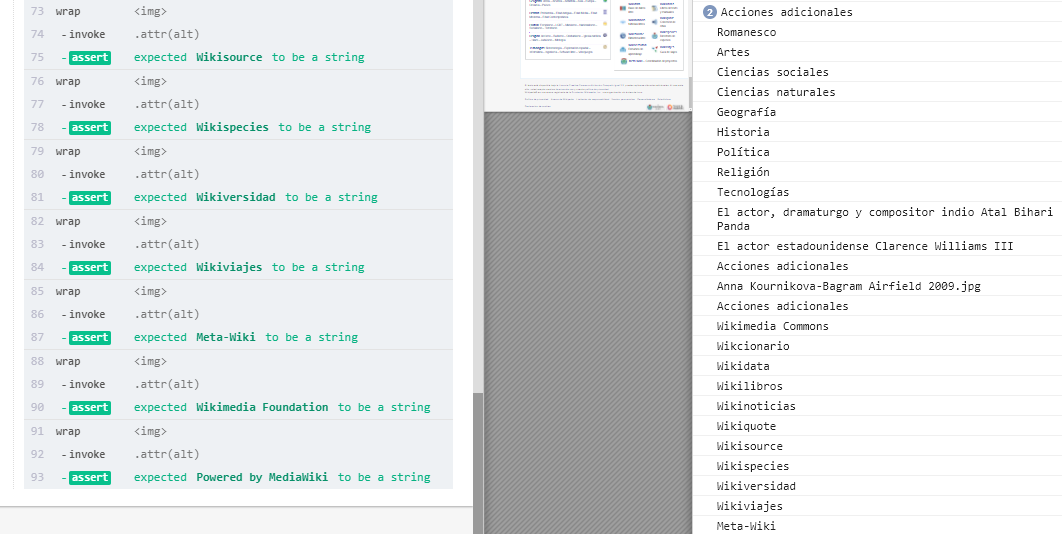 73 wrap <img>
74 -invoke .attr(alt)
75 -assert expected Wikisource to be a string
76 wrap <img>
77 -invoke .attr(alt)
78 -assert expected Wikispecies to be a string
79 wrap <img>
80 -invoke .attr(alt)
81 -assert expected Wikiversidad to be a string
82 wrap <img>
83 -invoke .attr(alt)
84 -assert expected Wikiviajes to be a string
85 wrap <img>
86 -invoke .attr(alt)
87 -assert expected Meta-Wiki to be a string
88 wrap <img>
89 -invoke .attr(alt)
90 -assert expected Wikimedia Foundation to be a string
91 wrap <img>
92 -invoke .attr(alt)
93 -assert expected Powered by MediaWiki to be a string
2 Acciones adicionales
Romanesco
Artes
Ciencias sociales
Ciencias naturales
Geografía
Historia
Política
Religión
Tecnologías
El actor, dramaturgo y compositor indio Atal Bihari
Panda
El actor estadounidense Clarence Williams III
Acciones adicionales
Anna Kournikova-Bagram Airfield 2009.jpg
Acciones adicionales
Wikimedia Commons
Wikcionario
Wikidata
Wikilibros
Wikinoticias
Wikiquote
Wikisource
Wikispecies
Wikiversidad
Wikiviajes
Meta-Wiki